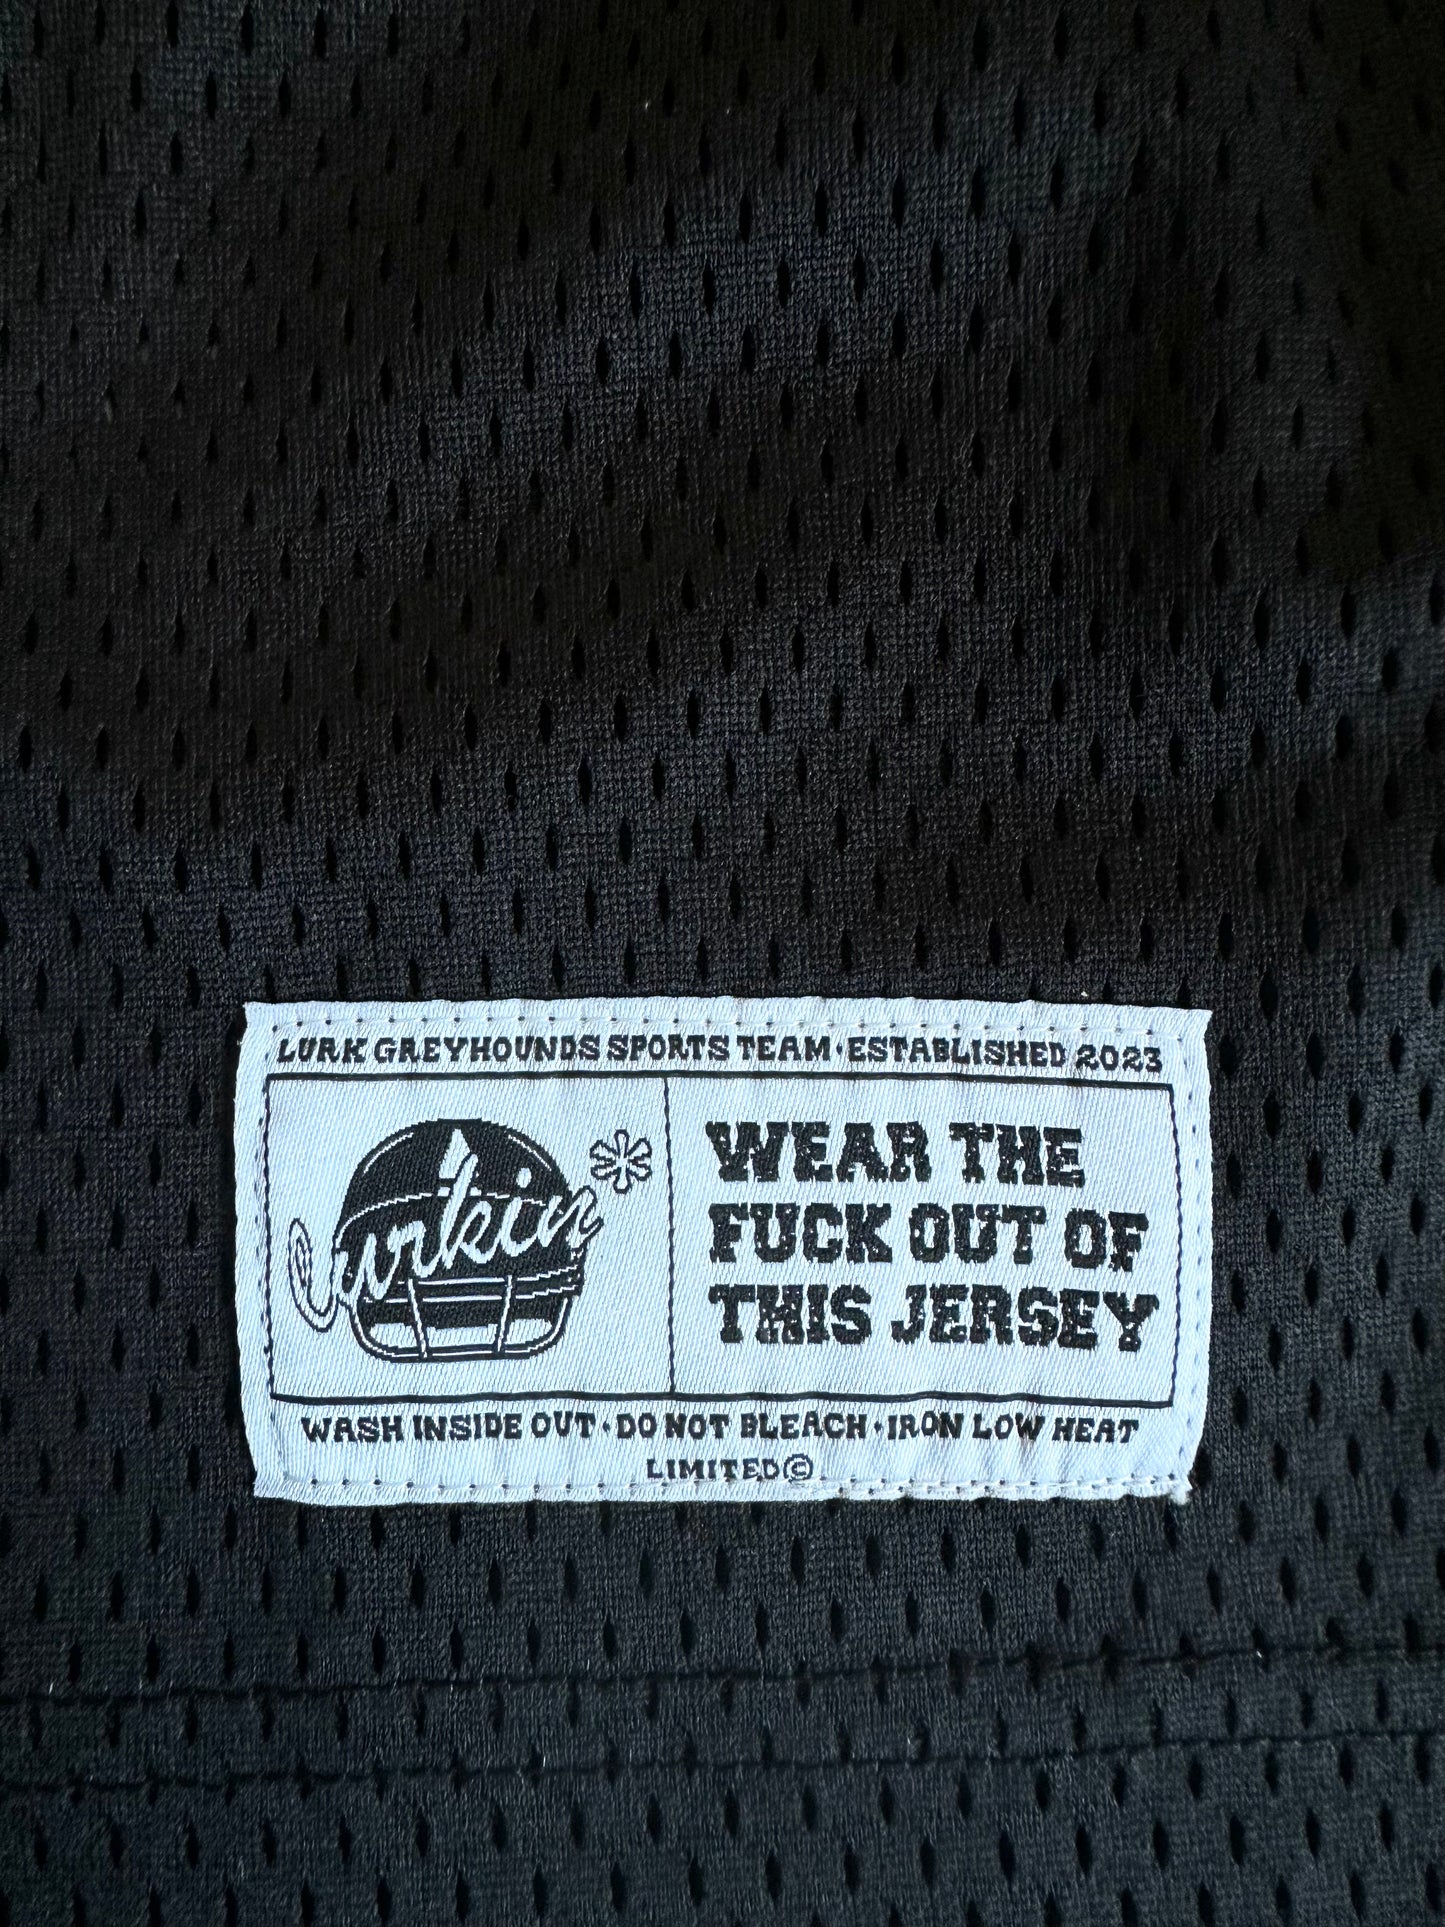 LURK GREYHOUNDS SPORTS TEAM · ESTABLISHED 2023
Lurkin*
WEAR THE
FUCK OUT OF
THIS JERSEY
WASH INSIDE OUT · DO NOT BLEACH · IRON LOW HEAT
LIMITED©